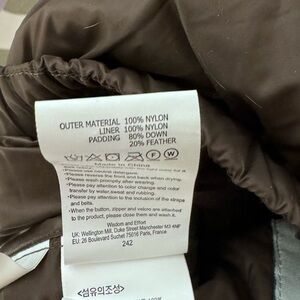 OUTER MATERIAL 100% NYLON
LINER 100% NYLON
PADDING 80% DOWN
20% FEATHER
F W
Made in China
Please use neutral detergent.
Please reverse the front and back when drying.
Please wash promptly after wearing.
Please pay attention to color change and color
transfer by water, sweat and rubbing.
Please pay attention to the inclusion of the straps
and belts.
When the button, zipper and velcro are attached
to the product, please close them and wash.
Wisdom and Effort
UK: Wellington Mill, Duke Street Manchester M3 4NF
EU: 26 Boulevard Suchet 75016 Paris, France
242
<섬유의조성>